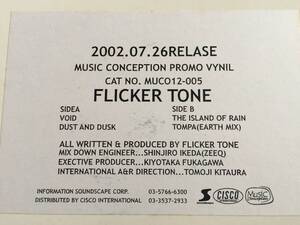 2002.07.26RELASE
MUSIC CONCEPTION PROMO VYNIL
CAT NO. MUCO12-005
FLICKER TONE
SIDEA SIDE B
VOID THE ISLAND OF RAIN
DUST AND DUSK TOMPA(EARTH MIX)
ALL WRITTEN & PRODUCED BY FLICKER TONE
MIX DOWN ENGINEER...SHINJIRO IKEDA(ZEEQ)
EXECTIVE PRODUCER...KIYOTAKA FUKAGAWA
INTERNATIONAL A&R DIRECTION...TOMOJI KITAURA
INFORMATION SOUNDSCAPE CORP. 03-5766-6300
DISTRIBUTED BY CISCO INTERNATIONAL 03-3537-2933
CISCO
MUSIC